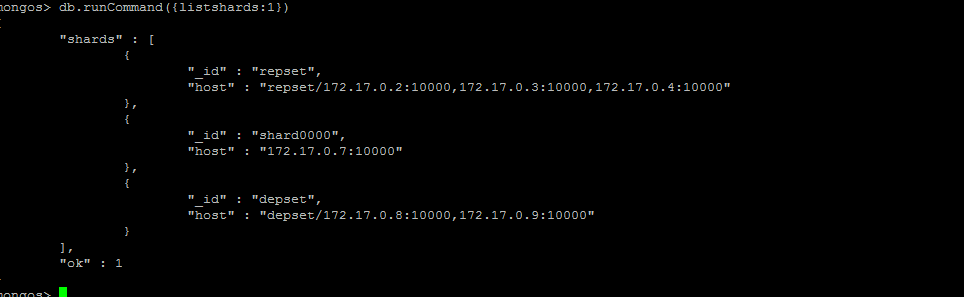 mongos> db.runCommand({listshards:1})
{
"shards" : [
{
"_id" : "repset",
"host" : "repset/172.17.0.2:10000,172.17.0.3:10000,172.17.0.4:10000"
},
{
"_id" : "shard0000",
"host" : "172.17.0.7:10000"
},
{
"_id" : "depset",
"host" : "depset/172.17.0.8:10000,172.17.0.9:10000"
}
],
"ok" : 1
}
mongos>